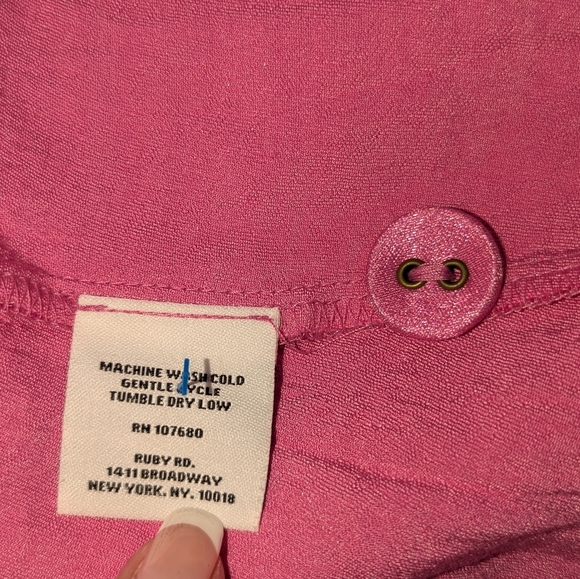 MACHINE WASH COLD
GENTLE CYCLE
TUMBLE DRY LOW
RN 107680
RUBY RD.
1411 BROADWAY
NEW YORK. NY. 10018